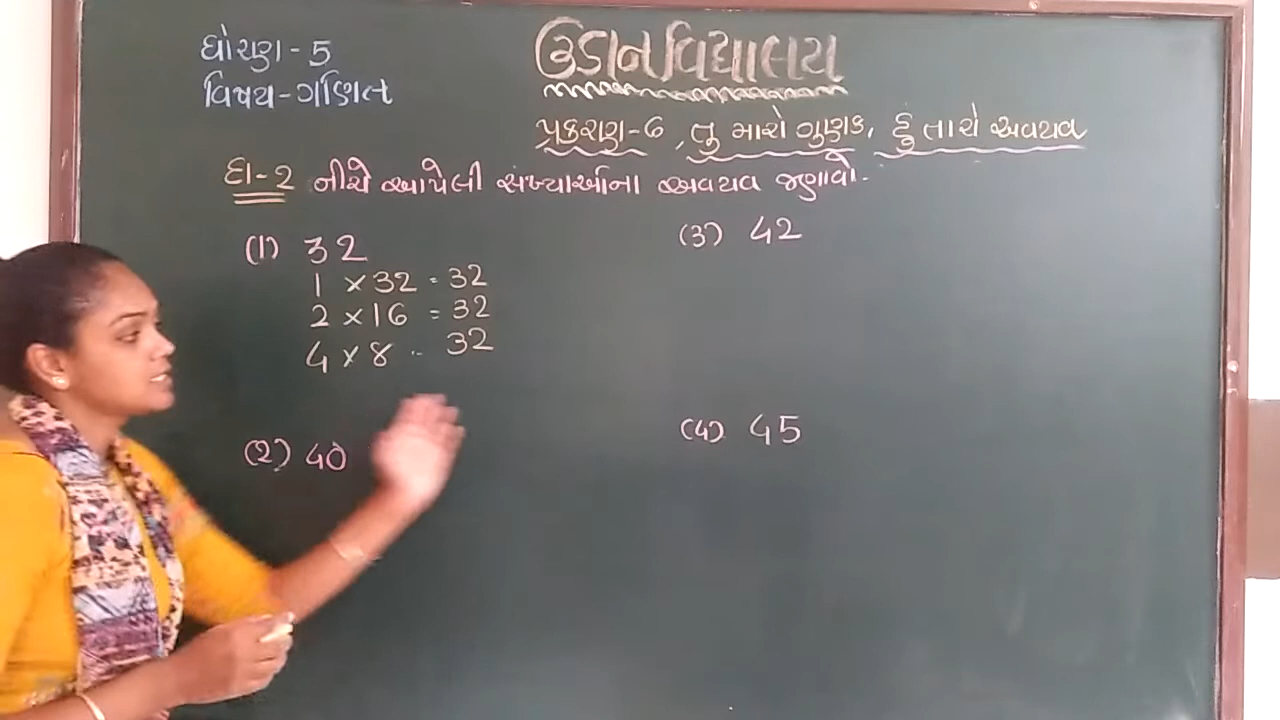 ધોરણ - 5
વિષય - ગણિત
ઉડાન વિદ્યાલય
પ્રકરણ - 6 , તુ મારો ગુણક, હું તારો અવયવ
દા - 2 નીચે આપેલી સંખ્યાઓના અવયવ જણાવો.
(1) 32
1 × 32 = 32
2 × 16 = 32
4 × 8 = 32
(2) 40
(3) 42
(4) 45